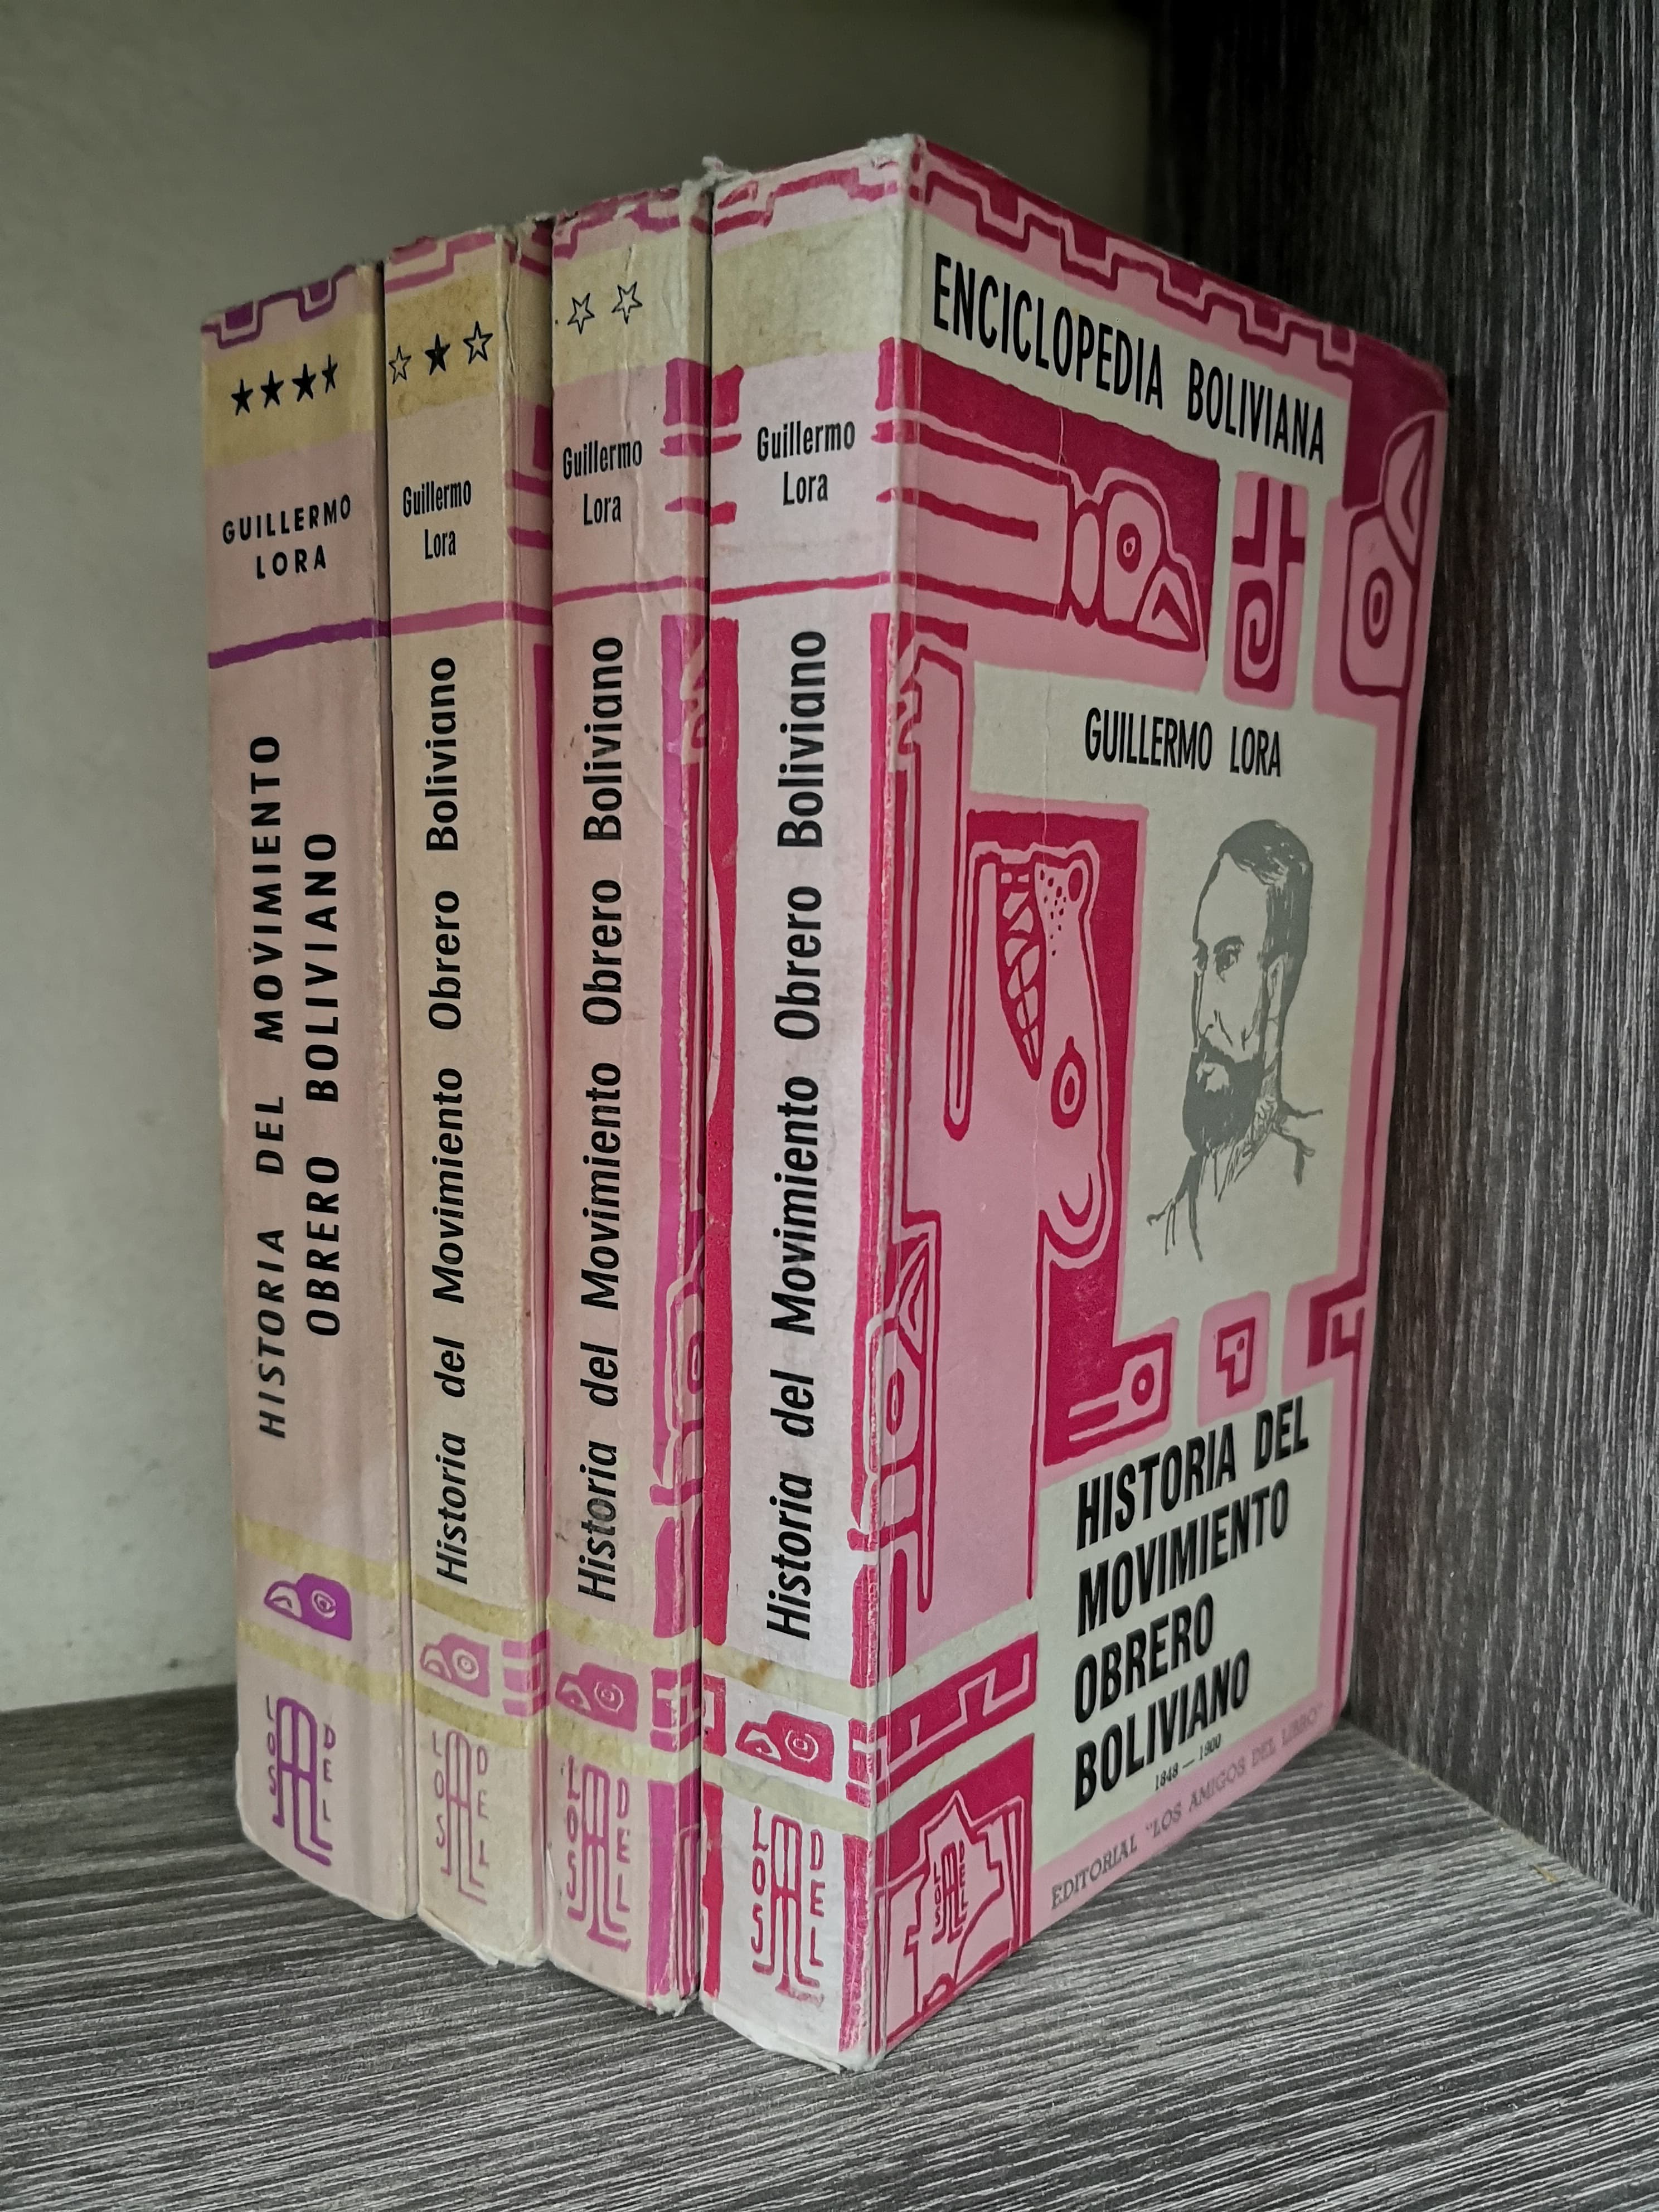 GUILLERMO
LORA
HISTORIA DEL MOVIMIENTO
OBRERO BOLIVIANO
LOS
DEL
Guillermo
Lora
Historia del Movimiento Obrero Boliviano
LOS
DEL
Guillermo
Lora
Historia del Movimiento Obrero Boliviano
LOS
DEL
Guillermo
Lora
Historia del Movimiento Obrero Boliviano
LOS
DEL
ENCICLOPEDIA BOLIVIANA
GUILLERMO LORA
HISTORIA DEL
MOVIMIENTO
OBRERO
BOLIVIANO
1848 — 1900
EDITORIAL "LOS AMIGOS DEL LIBRO"